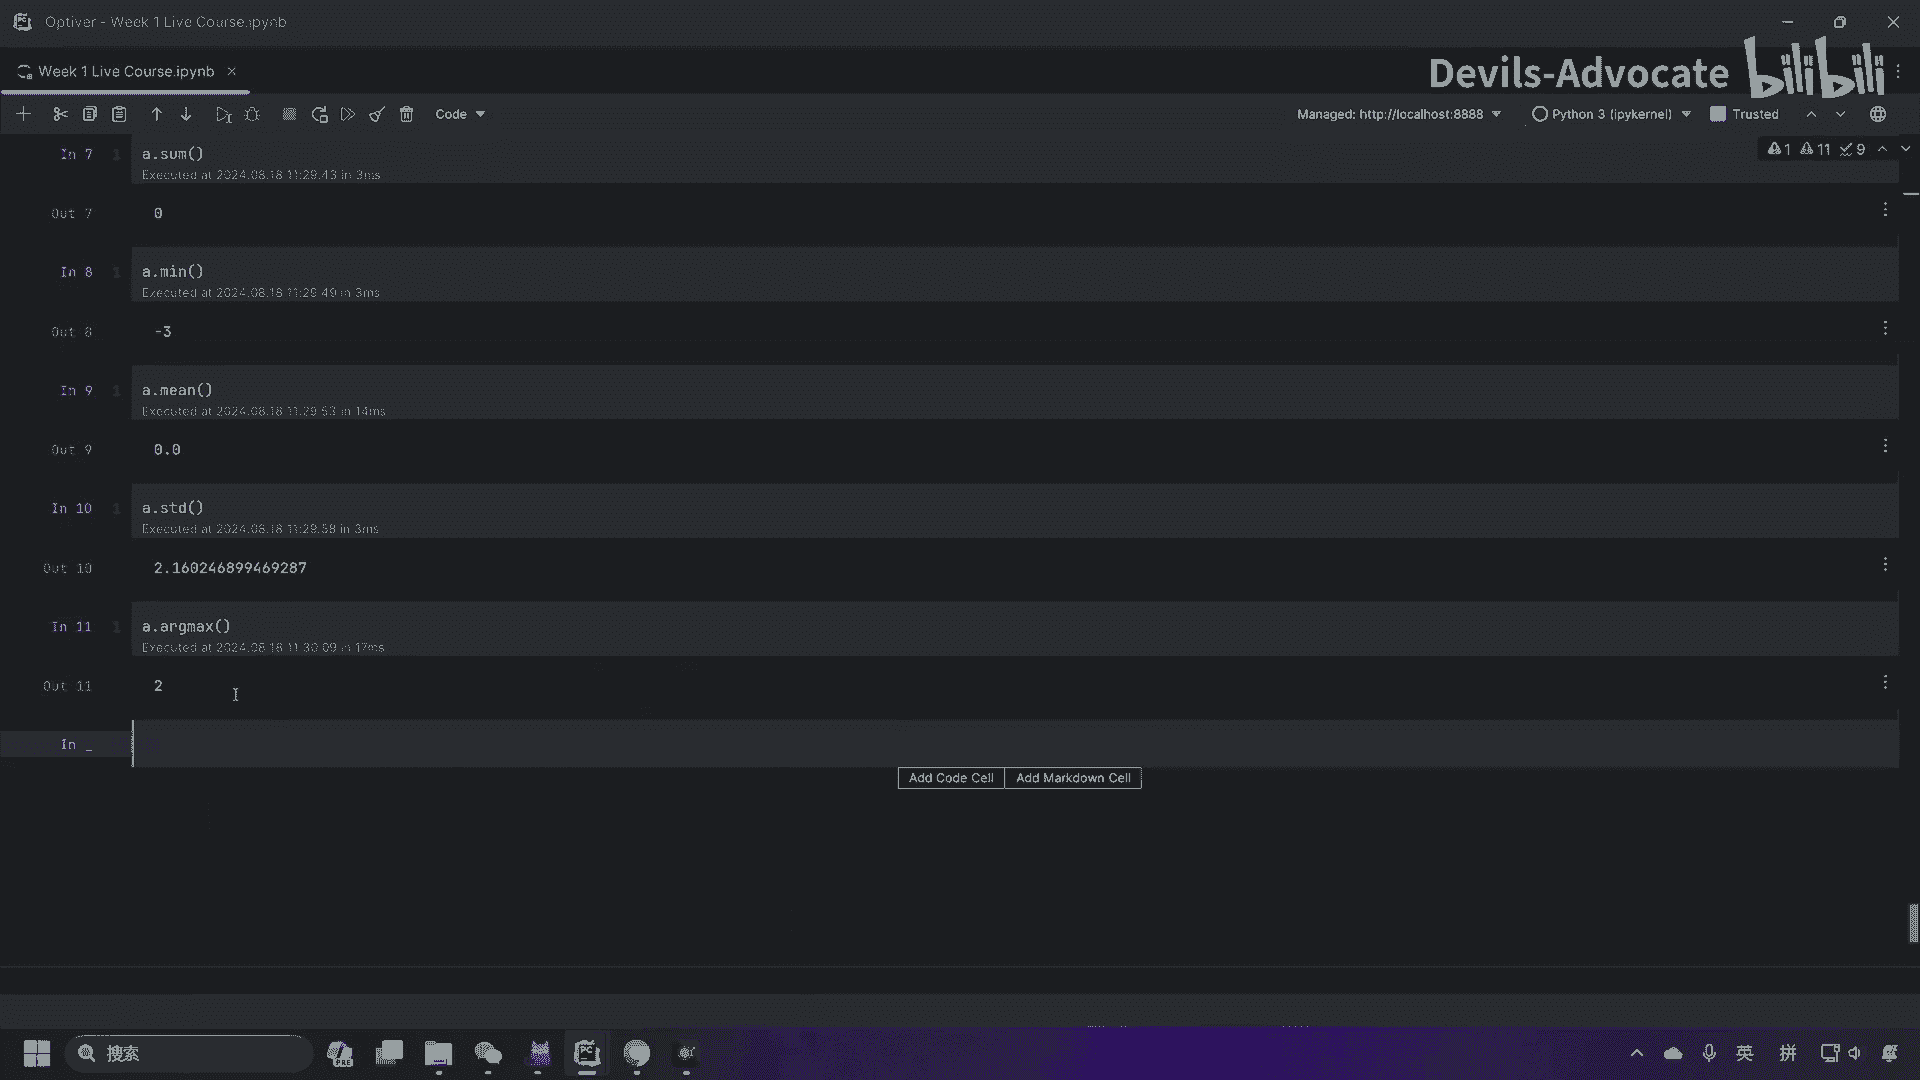 Optiver - Week 1 Live Course.ipynb
Week 1 Live Course.ipynb
Devils-Advocate bilibili
Code
Managed: http://localhost:8888
Python 3 (ipykernel)
Trusted
1 11 9
In 7 1 a.sum()
Executed at 2024.08.18 11:29:43 in 3ms
Out 7 0
In 8 1 a.min()
Executed at 2024.08.18 11:29:49 in 3ms
Out 8 -3
In 9 1 a.mean()
Executed at 2024.08.18 11:29:53 in 14ms
Out 9 0.0
In 10 1 a.std()
Executed at 2024.08.18 11:29:58 in 3ms
Out 10 2.160246899469287
In 11 1 a.argmax()
Executed at 2024.08.18 11:30:09 in 17ms
Out 11 2
In _
Add Code Cell Add Markdown Cell
搜索
PRE
PC
英
拼